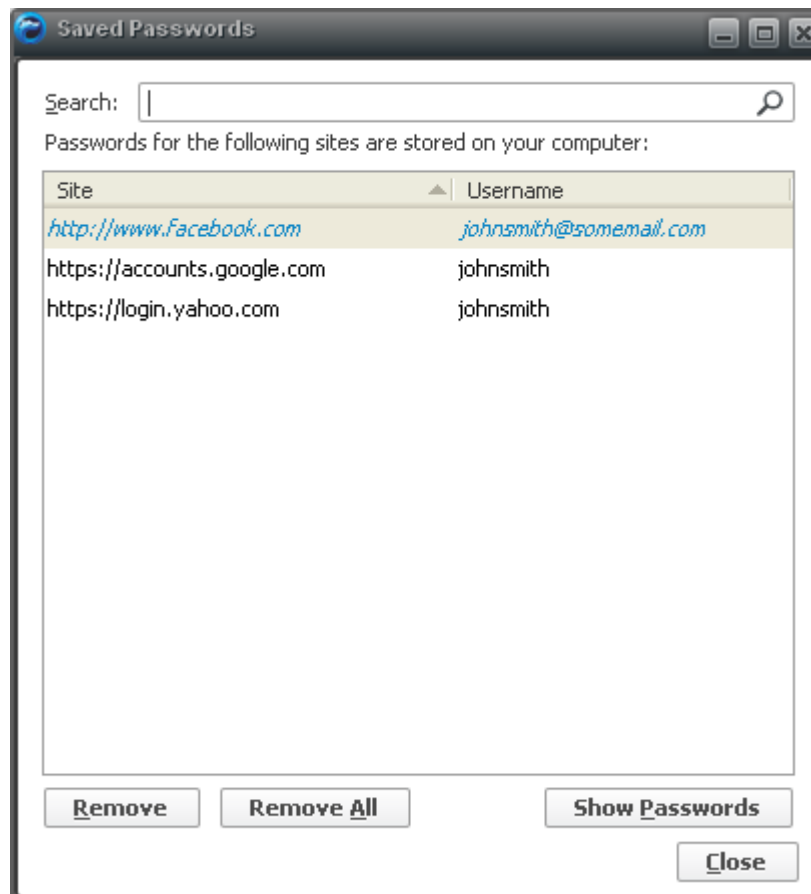 Saved Passwords
Search:
Passwords for the following sites are stored on your computer:
Site Username
http://www.facebook.com johnsmith@somemail.com
https://accounts.google.com johnsmith
https://login.yahoo.com johnsmith
Remove Remove All Show Passwords
Close